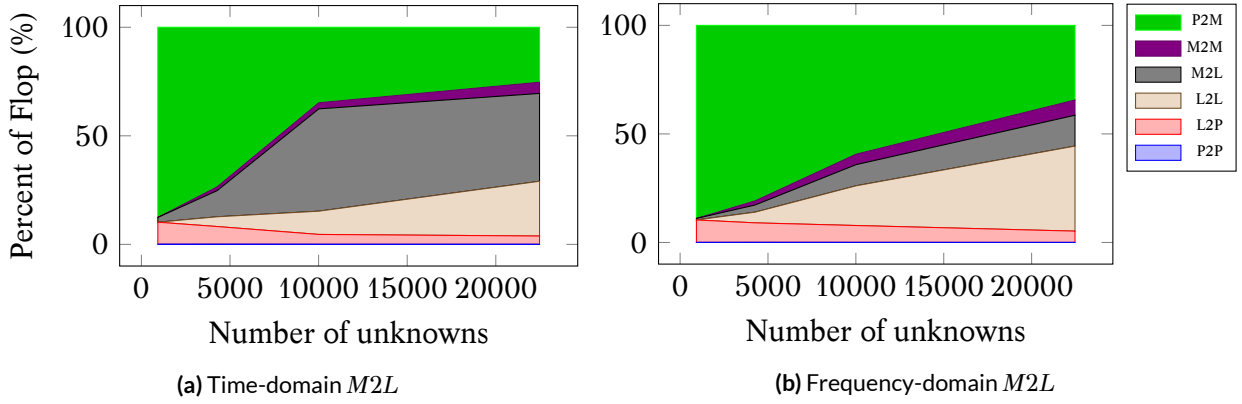 Percent of Flop (%)
100
50
0
0 5000 10000 15000 20000
Number of unknowns
(a) Time-domain M2L
100
50
0
0 5000 10000 15000 20000
Number of unknowns
(b) Frequency-domain M2L
P2M
M2M
M2L
L2L
L2P
P2P